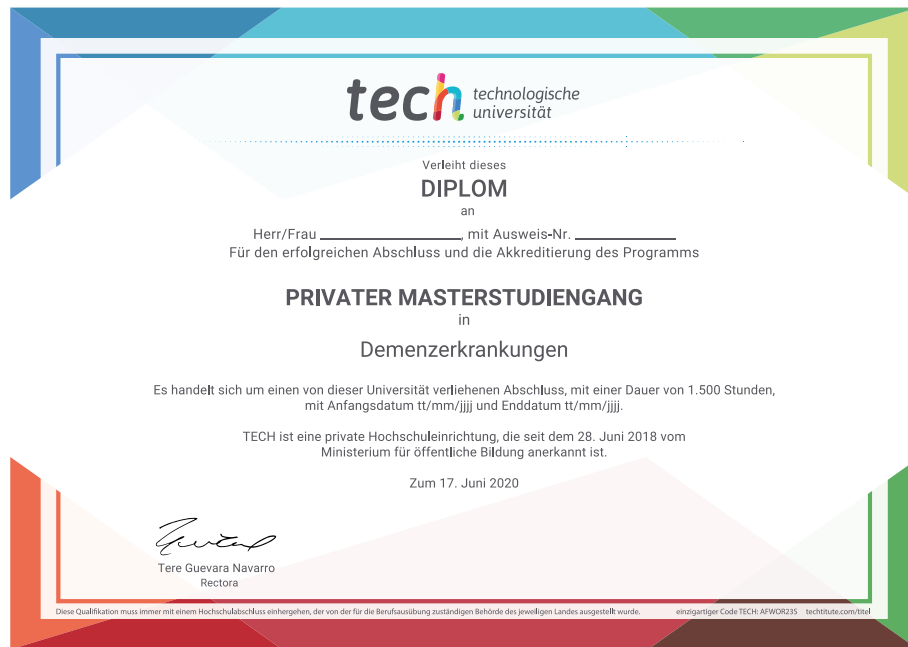 tech technologische
universität
Verleiht dieses
DIPLOM
an
Herr/Frau ____________________, mit Ausweis-Nr. ______________
Für den erfolgreichen Abschluss und die Akkreditierung des Programms
PRIVATER MASTERSTUDIENGANG
in
Demenzerkrankungen
Es handelt sich um einen von dieser Universität verliehenen Abschluss, mit einer Dauer von 1.500 Stunden,
mit Anfangsdatum tt/mm/jjjj und Enddatum tt/mm/jjjj.
TECH ist eine private Hochschuleinrichtung, die seit dem 28. Juni 2018 vom
Ministerium für öffentliche Bildung anerkannt ist.
Zum 17. Juni 2020
Tere Guevara Navarro
Rectora
Diese Qualifikation muss immer mit einem Hochschulabschluss einhergehen, der von der für die Berufsausübung zuständigen Behörde des jeweiligen Landes ausgestellt wurde. einzigartiger Code TECH: AFWOR23S techtitute.com/titel